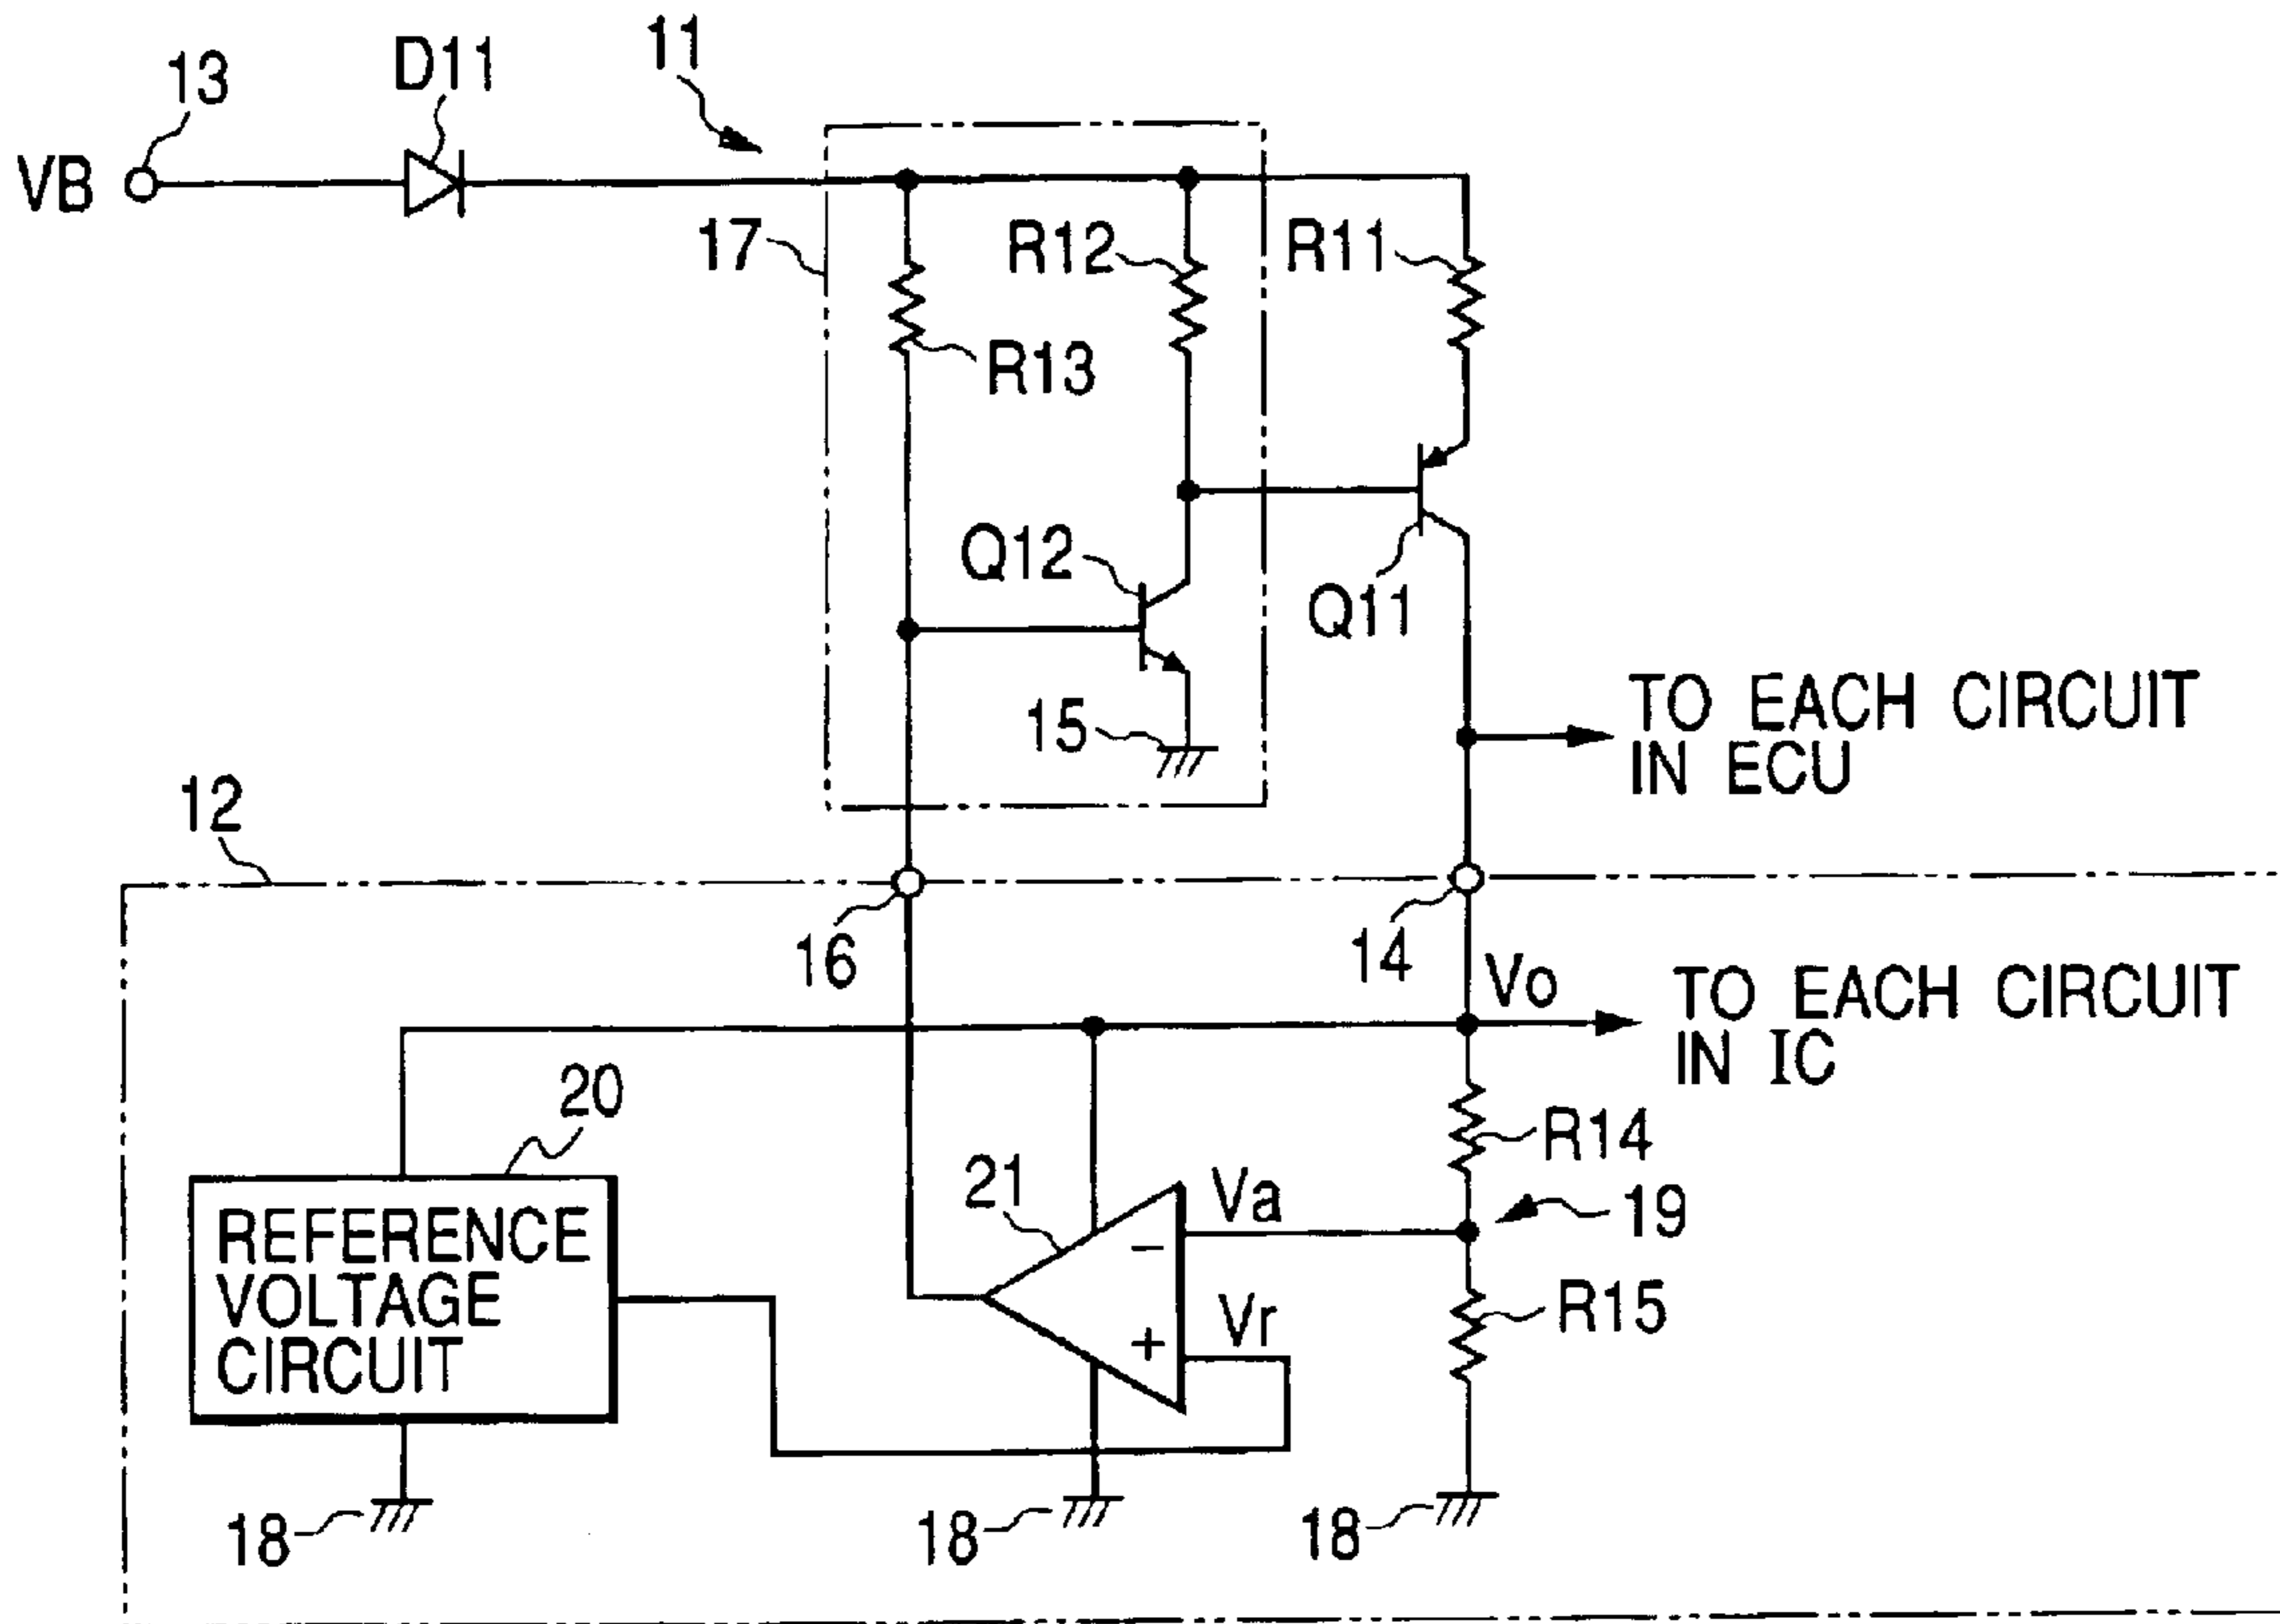 11
13
D11
VB
17
R12
R11
R13
Q12
Q11
15
TO EACH CIRCUIT
IN ECU
12
16
14
Vo
TO EACH CIRCUIT
IN IC
20
R14
21
Va
19
REFERENCE
VOLTAGE
CIRCUIT
−
+
Vr
R15
18
18
18